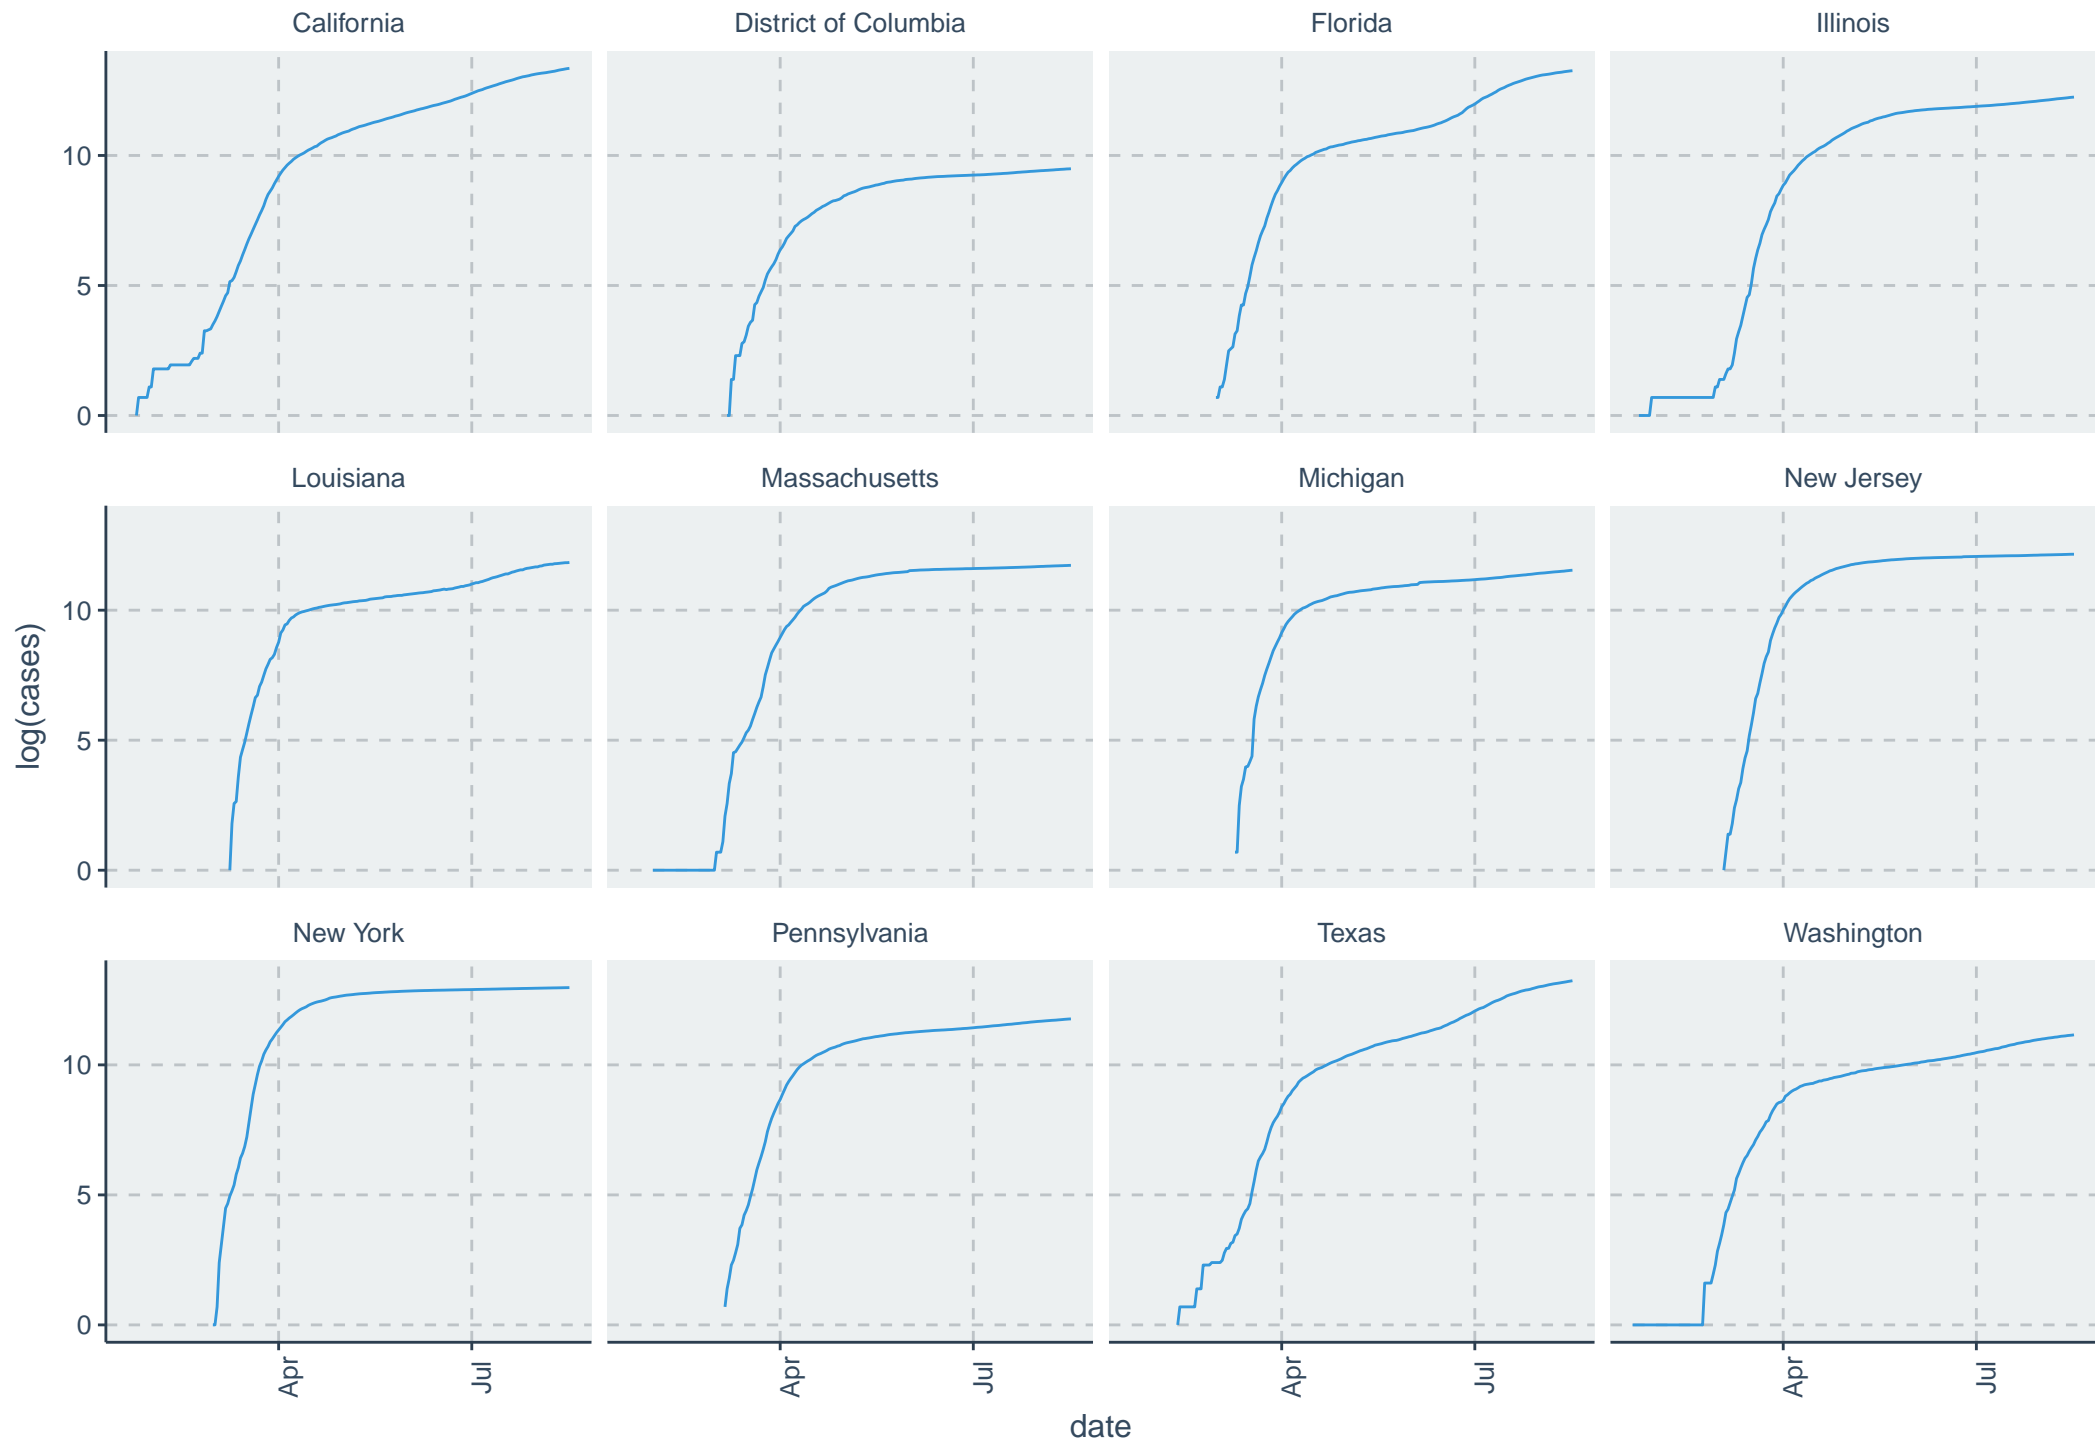 California District of Columbia Florida Illinois
10
5
0
Louisiana Massachusetts Michigan New Jersey
10
5
0
log(cases)
New York Pennsylvania Texas Washington
10
5
0
Apr Jul Apr Jul Apr Jul Apr Jul
date